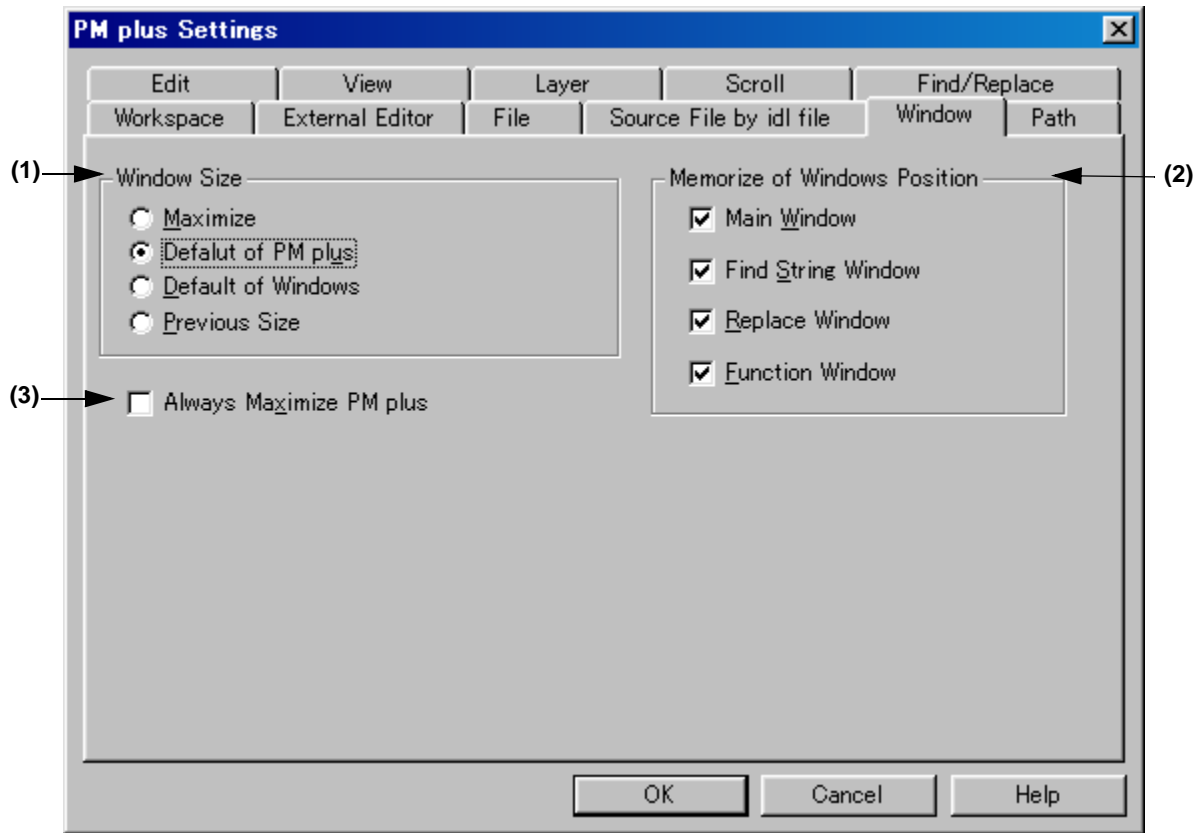 PM plus Settings
Edit View Layer Scroll Find/Replace
Workspace External Editor File Source File by idl file Window Path
(1) Window Size
Maximize
Defalut of PM plus
Default of Windows
Previous Size
Memorize of Windows Position (2)
Main Window
Find String Window
Replace Window
Function Window
(3) Always Maximize PM plus
OK Cancel Help